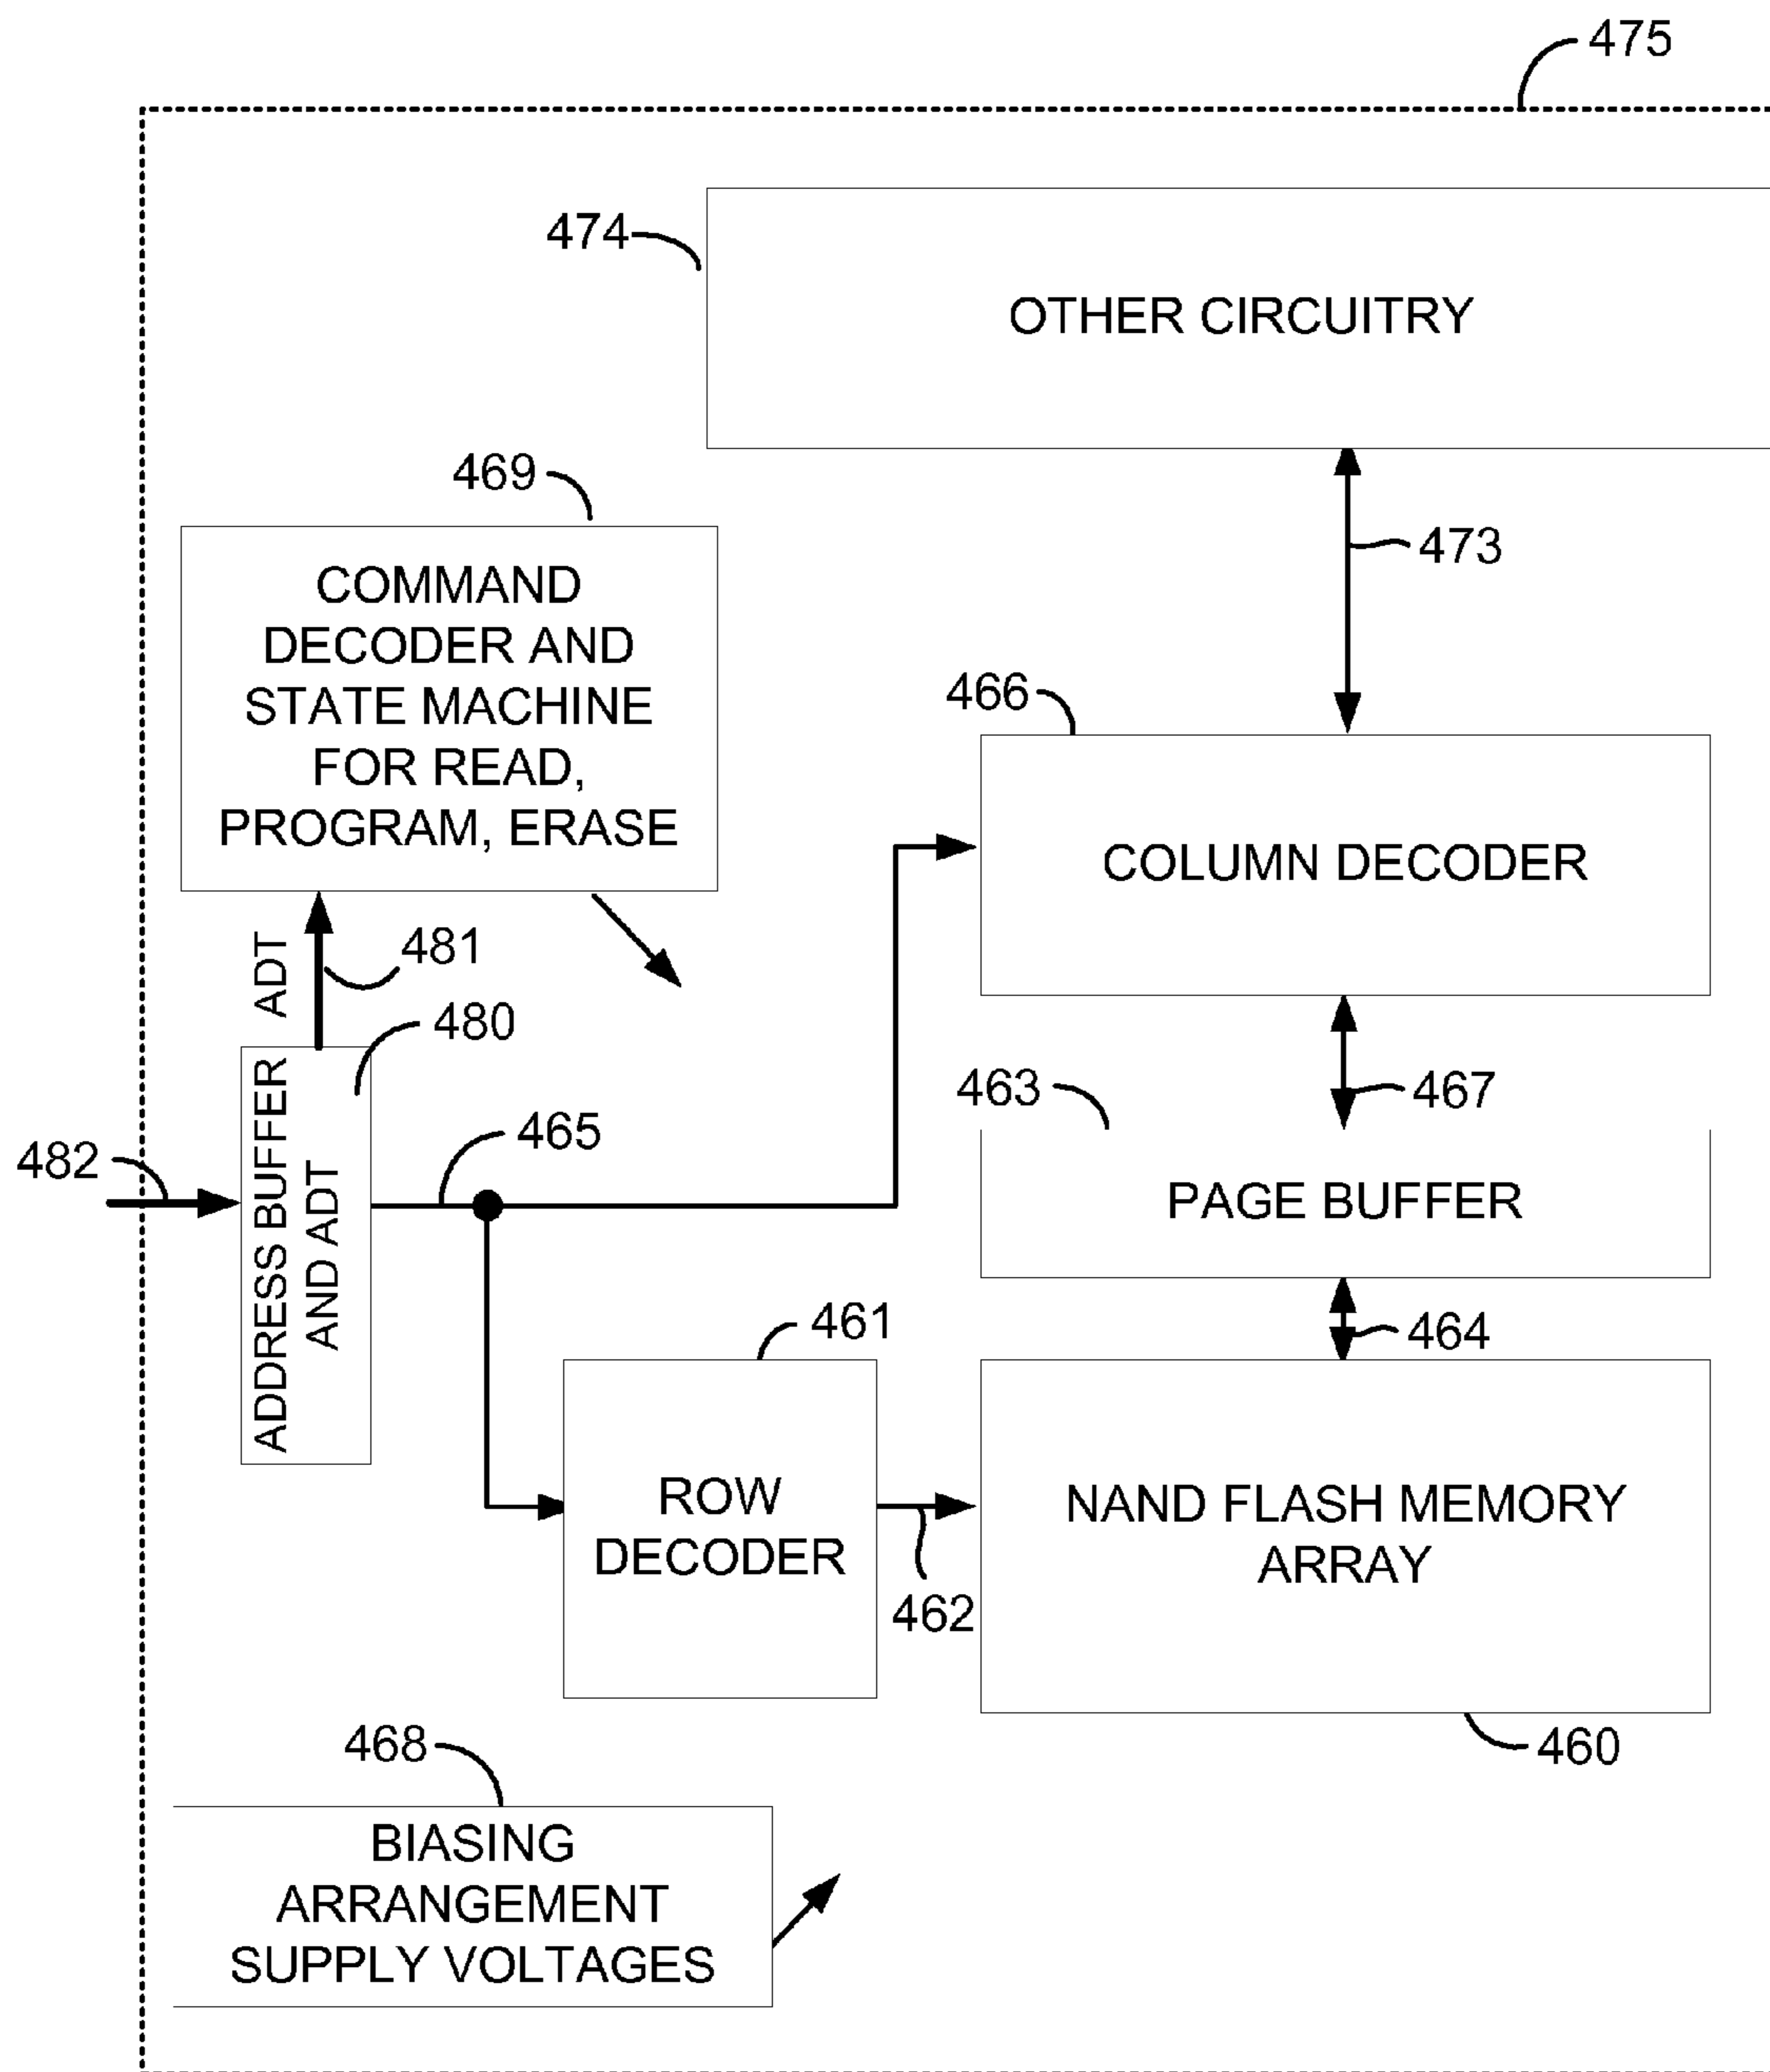 475
474
OTHER CIRCUITRY
469
473
COMMAND
DECODER AND
STATE MACHINE
FOR READ,
PROGRAM, ERASE
466
COLUMN DECODER
ADT
481
480
463
467
482
ADDRESS BUFFER
AND ADT
465
PAGE BUFFER
461
464
ROW
DECODER
462
NAND FLASH MEMORY
ARRAY
468
460
BIASING
ARRANGEMENT
SUPPLY VOLTAGES